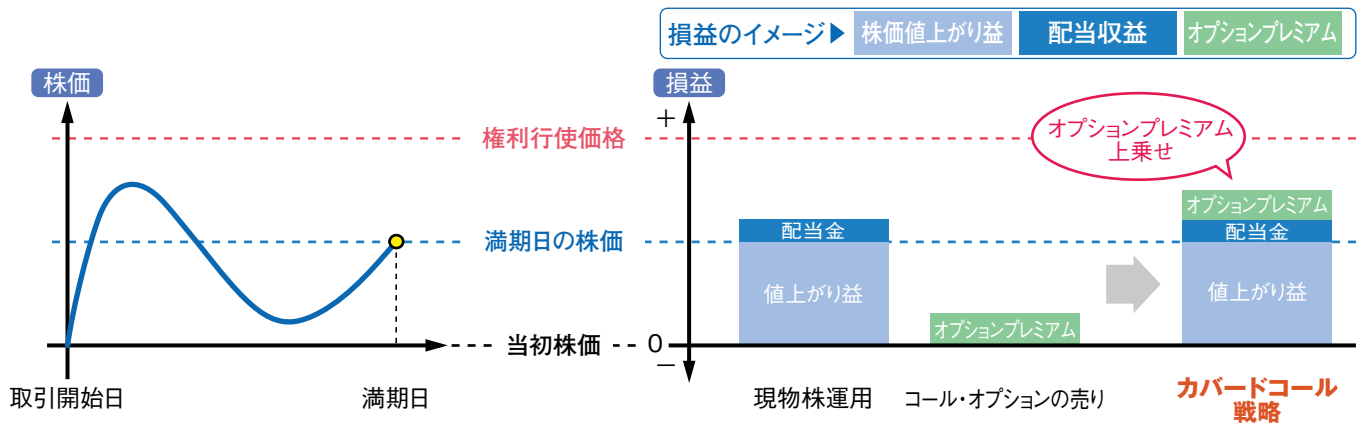 損益のイメージ▶ 株価値上がり益 配当収益 オプションプレミアム
株価
損益
+
権利行使価格
オプションプレミアム
上乗せ
オプションプレミアム
配当金
配当金
満期日の株価
値上がり益
値上がり益
オプションプレミアム
当初株価
0
−
取引開始日
満期日
現物株運用
コール・オプションの売り
カバードコール
戦略